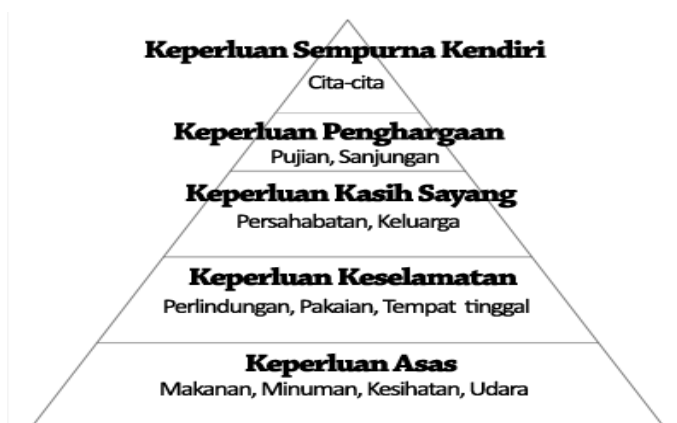 Keperluan Sempurna Kendiri
Cita-cita
Keperluan Penghargaan
Pujian, Sanjungan
Keperluan Kasih Sayang
Persahabatan, Keluarga
Keperluan Keselamatan
Perlindungan, Pakaian, Tempat tinggal
Keperluan Asas
Makanan, Minuman, Kesihatan, Udara